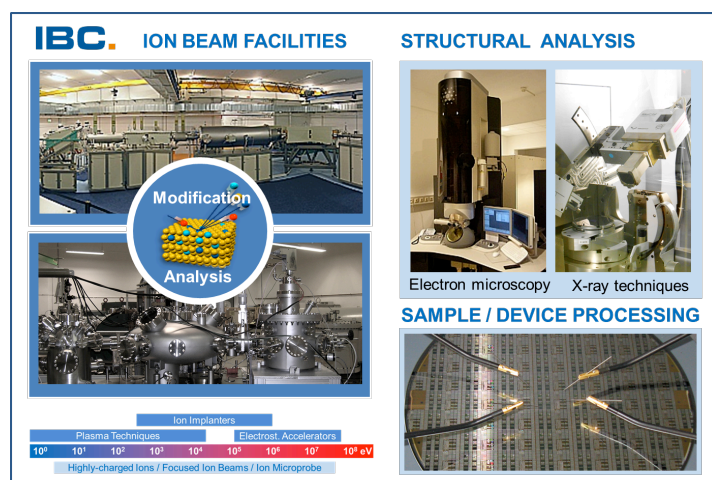 IBC.
ION BEAM FACILITIES
Modification
Analysis
Ion Implanters
Plasma Techniques
Electrost. Accelerators
10⁰ 10¹ 10² 10³ 10⁴ 10⁵ 10⁶ 10⁷ 10⁸ eV
Highly-charged Ions / Focused Ion Beams / Ion Microprobe
STRUCTURAL ANALYSIS
Electron microscopy
X-ray techniques
SAMPLE / DEVICE PROCESSING